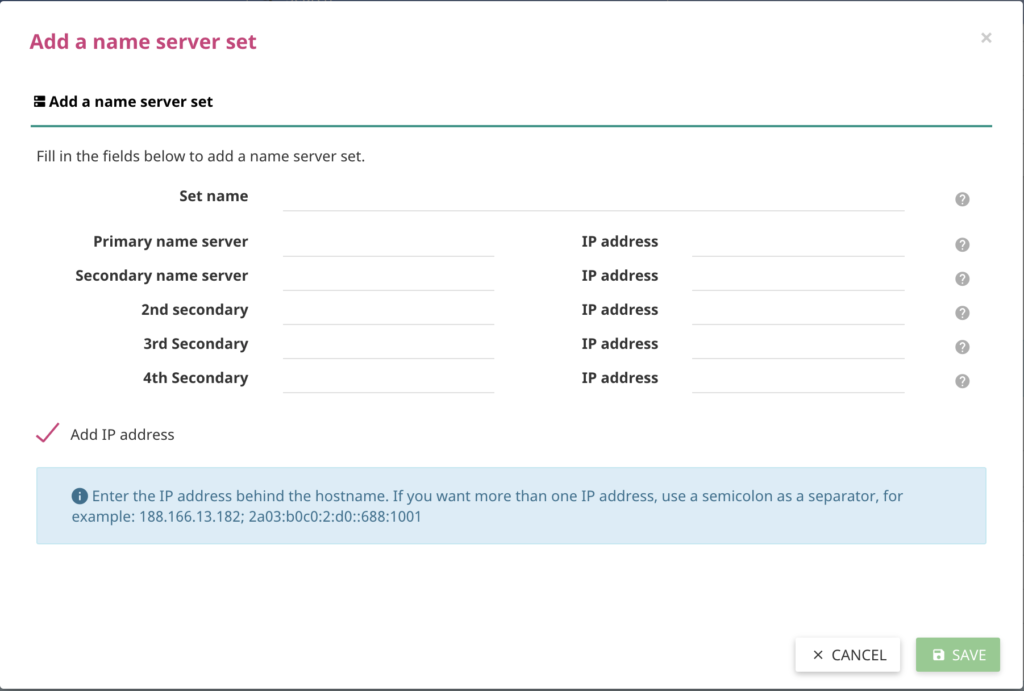 Add a name server set
Add a name server set
Fill in the fields below to add a name server set.
Set name
Primary name server IP address
Secondary name server IP address
2nd secondary IP address
3rd Secondary IP address
4th Secondary IP address
Add IP address
Enter the IP address behind the hostname. If you want more than one IP address, use a semicolon as a separator, for
example: 188.166.13.182; 2a03:b0c0:2:d0::688:1001
CANCEL SAVE